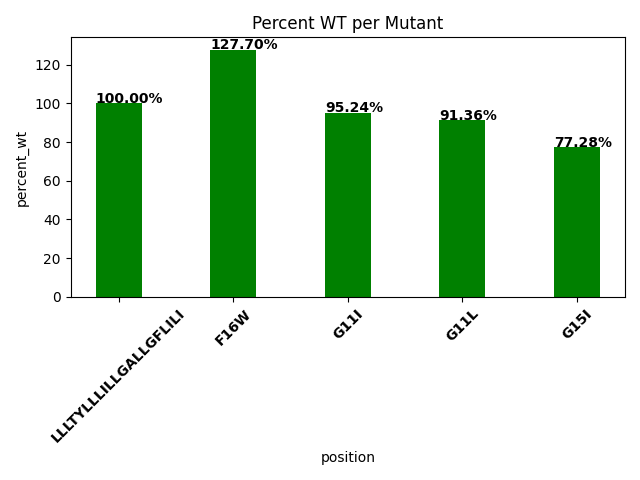 Percent WT per Mutant
percent_wt
120
100
80
60
40
20
0
100.00%
127.70%
95.24%
91.36%
77.28%
LLLTYLLLILLGALLGFLILI
F16W
G11I
G11L
G15I
position